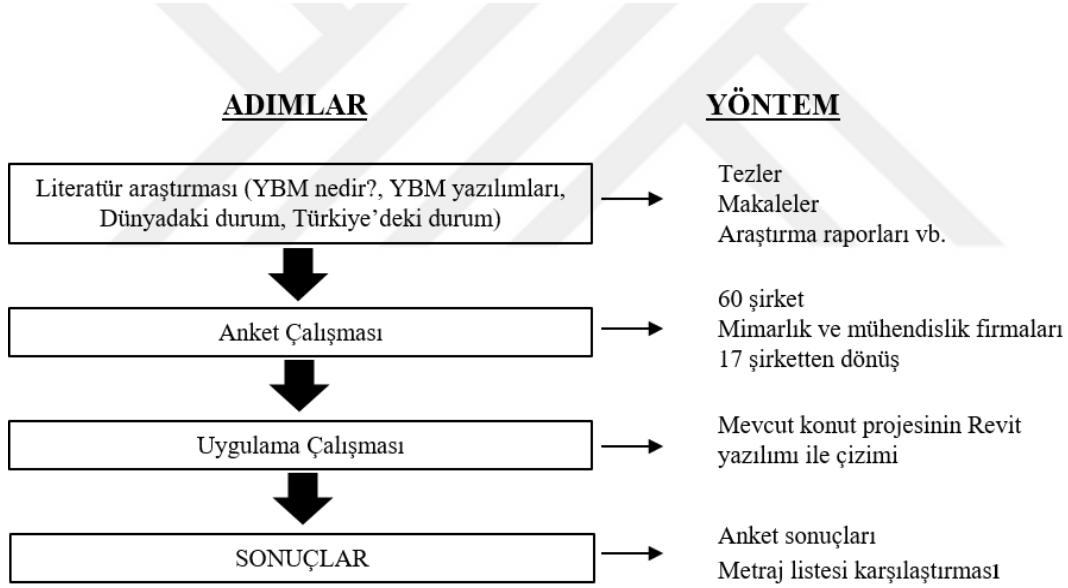 ADIMLAR
YÖNTEM
Literatür araştırması (YBM nedir?, YBM yazılımları,
Dünyadaki durum, Türkiye’deki durum)
Tezler
Makaleler
Araştırma raporları vb.
Anket Çalışması
60 şirket
Mimarlık ve mühendislik firmaları
17 şirketten dönüş
Uygulama Çalışması
Mevcut konut projesinin Revit
yazılımı ile çizimi
SONUÇLAR
Anket sonuçları
Metraj listesi karşılaştırması